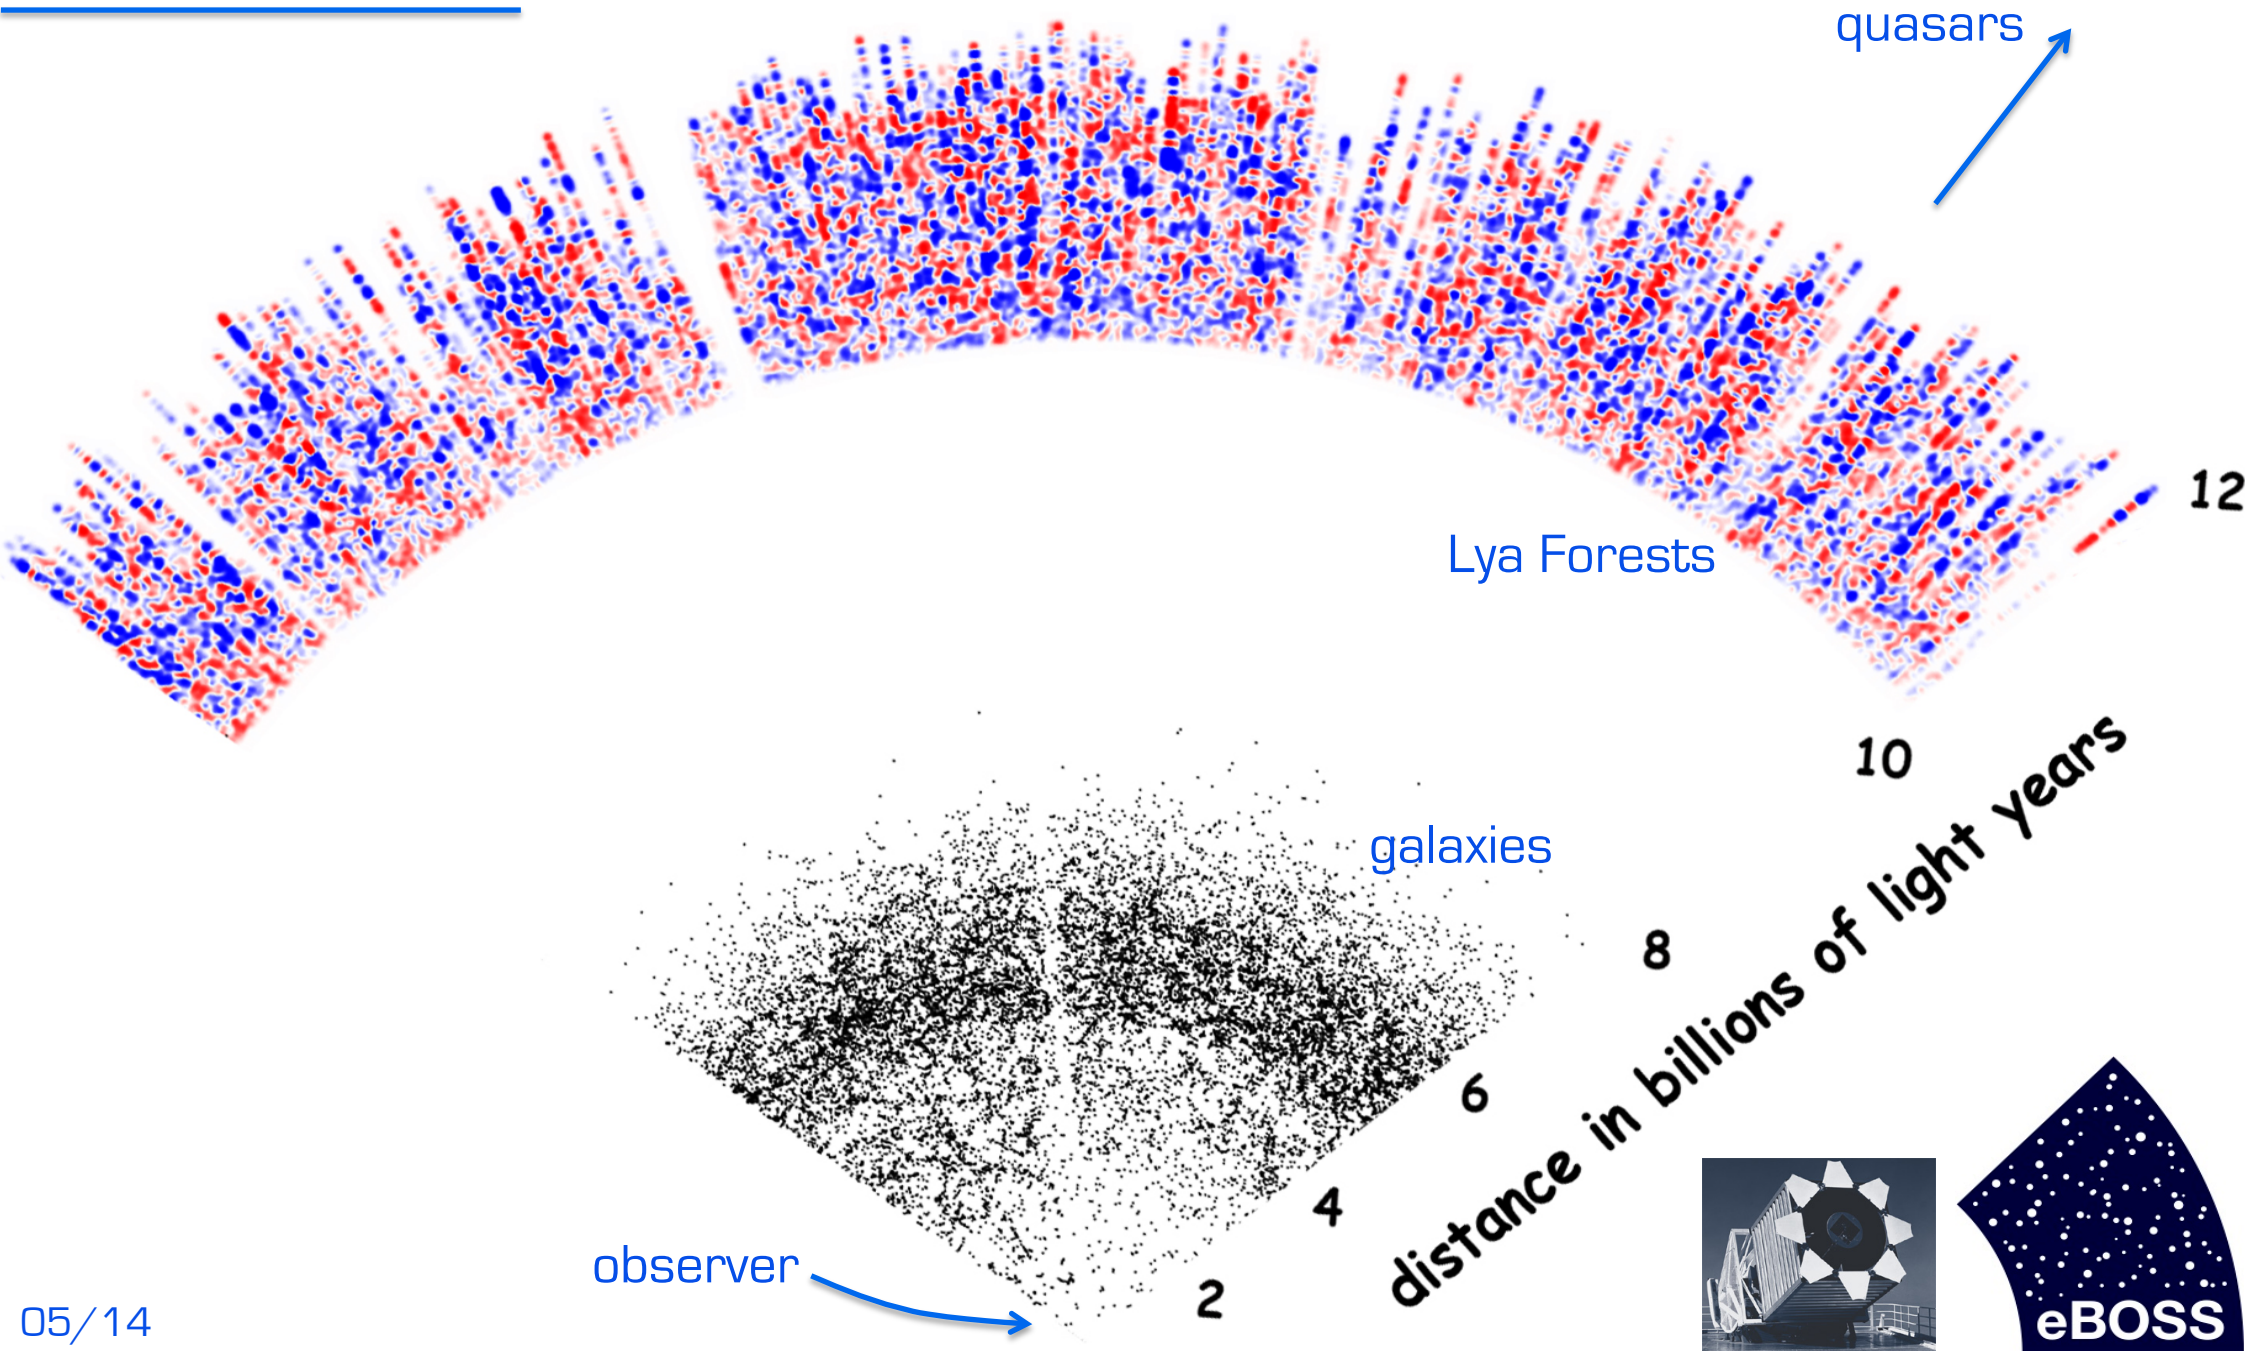 quasars
12
Lya Forests
10
galaxies
8
6
4
2
distance in billions of light years
observer
05/14
eBOSS